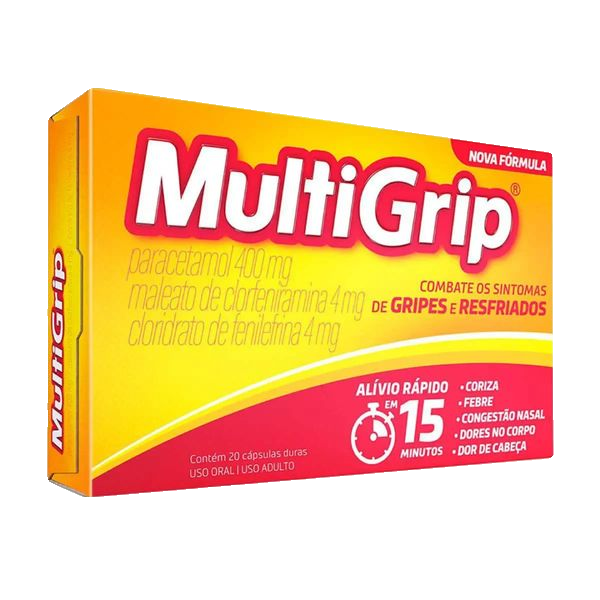 NOVA FÓRMULA
MultiGrip®
paracetamol 400 mg
maleato de clorfeniramina 4 mg
cloridrato de fenilefrina 4 mg
COMBATE OS SINTOMAS
DE GRIPES E RESFRIADOS
ALÍVIO RÁPIDO
EM
15
MINUTOS
• CORIZA
• FEBRE
• CONGESTÃO NASAL
• DORES NO CORPO
• DOR DE CABEÇA
Contém 20 cápsulas duras
USO ORAL | USO ADULTO
MultiGrip